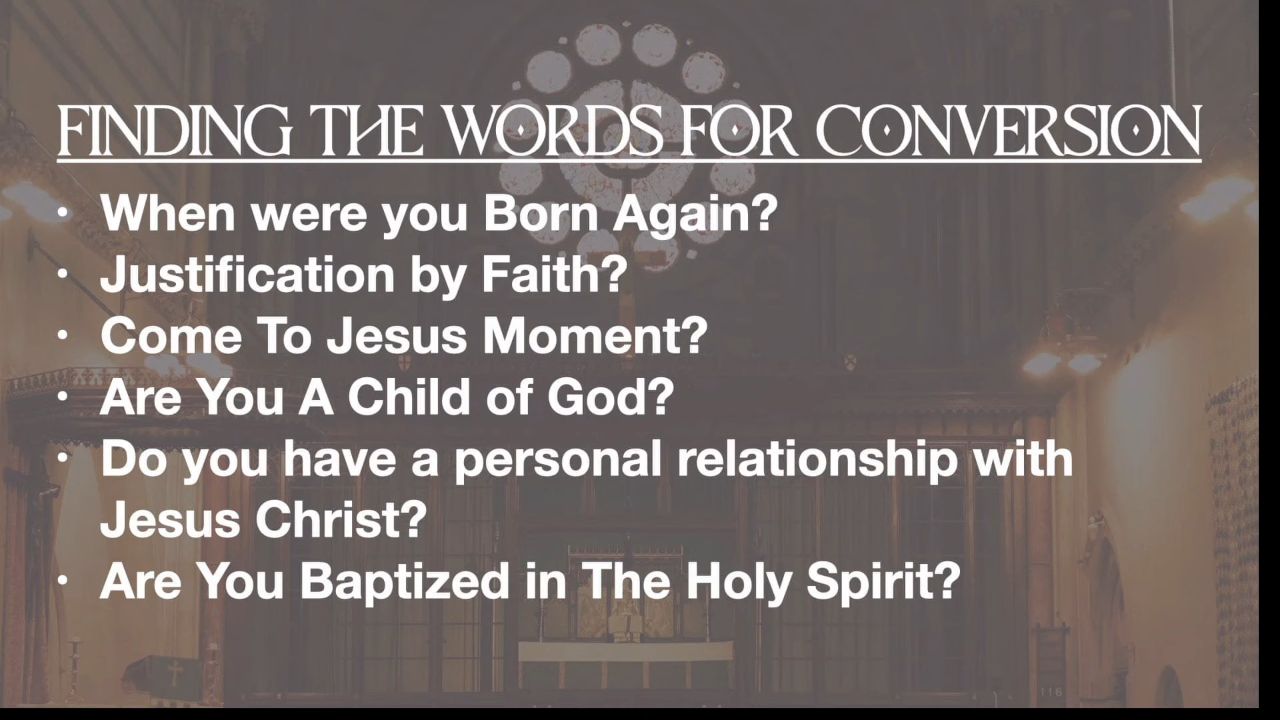 FINDING THE WORDS FOR CONVERSION
• When were you Born Again?
• Justification by Faith?
• Come To Jesus Moment?
• Are You A Child of God?
• Do you have a personal relationship with
Jesus Christ?
• Are You Baptized in The Holy Spirit?
116